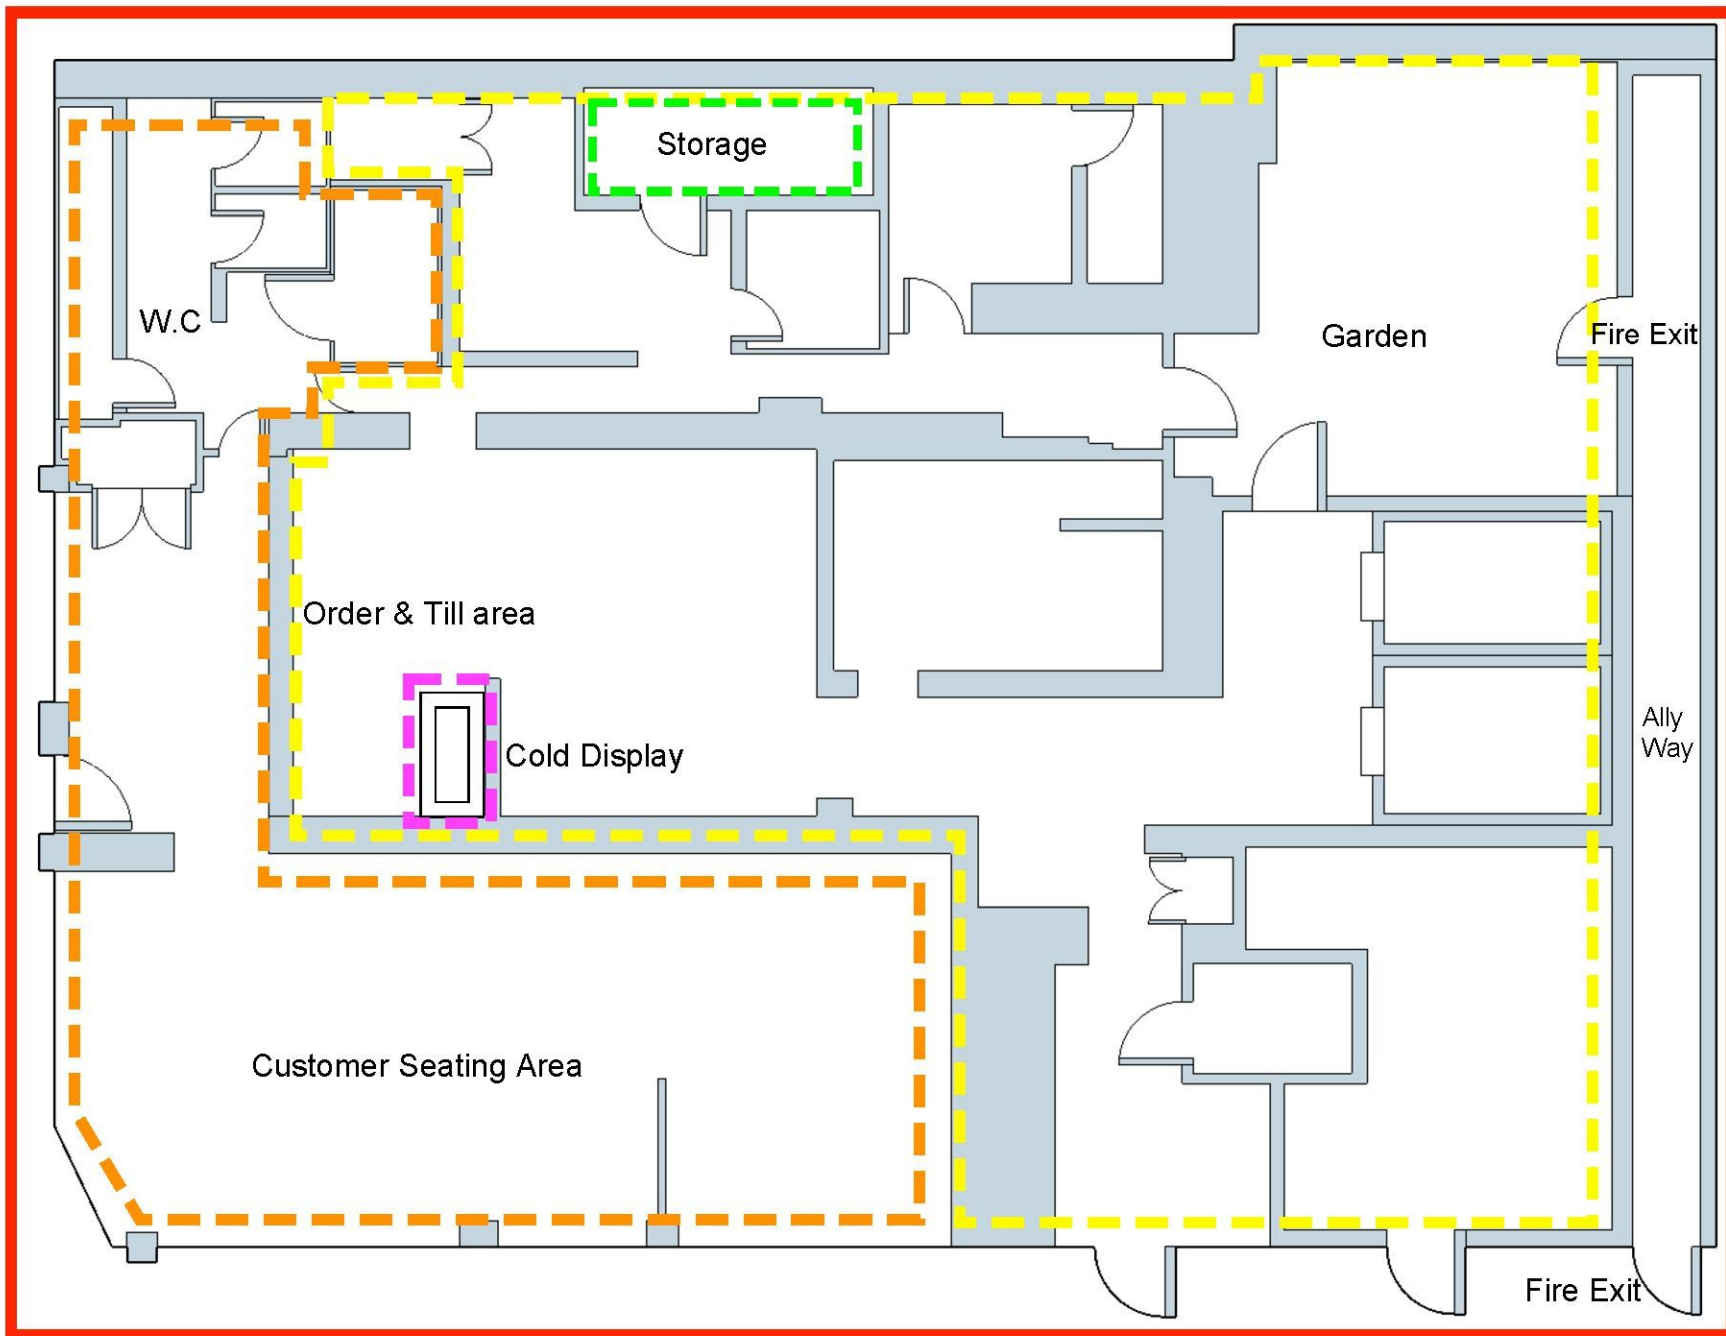 Storage
W.C
Garden
Fire Exit
Order & Till area
Cold Display
Ally
Way
Customer Seating Area
Fire Exit